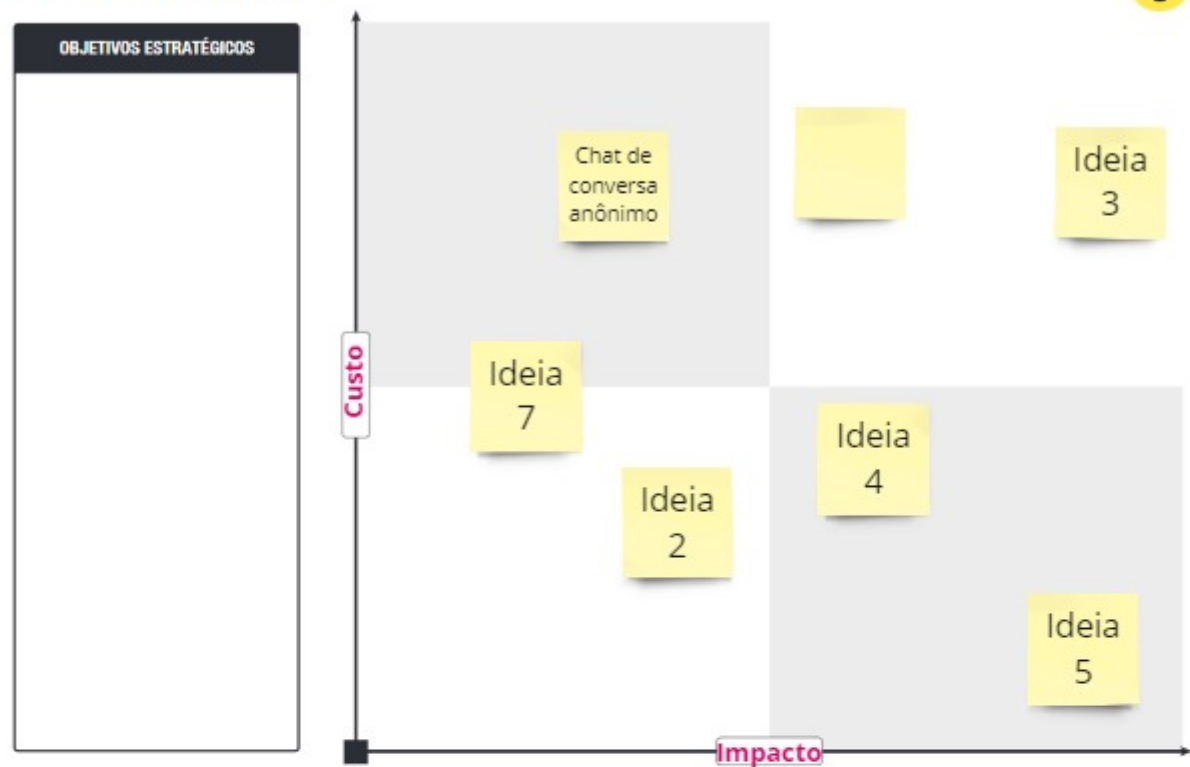 OBJETIVOS ESTRATÉGICOS
Chat de
conversa
anônimo
Ideia
3
Custo
Ideia
7
Ideia
4
Ideia
2
Ideia
5
Impacto